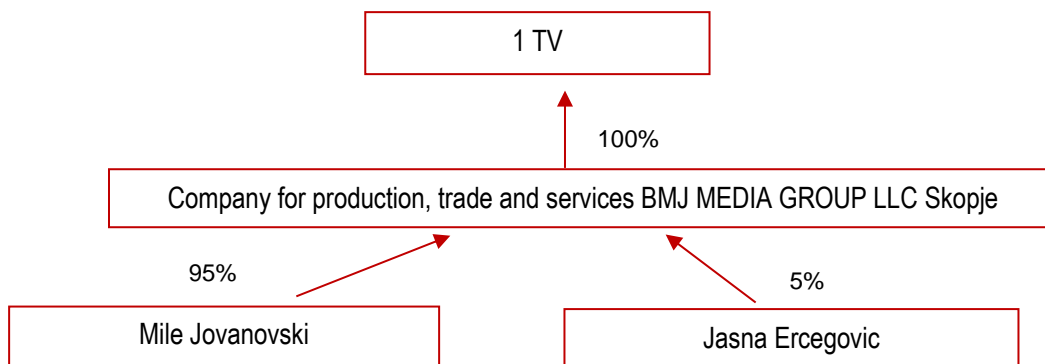 1 TV
100%
Company for production, trade and services BMJ MEDIA GROUP LLC Skopje
95%
5%
Mile Jovanovski
Jasna Ercegovic